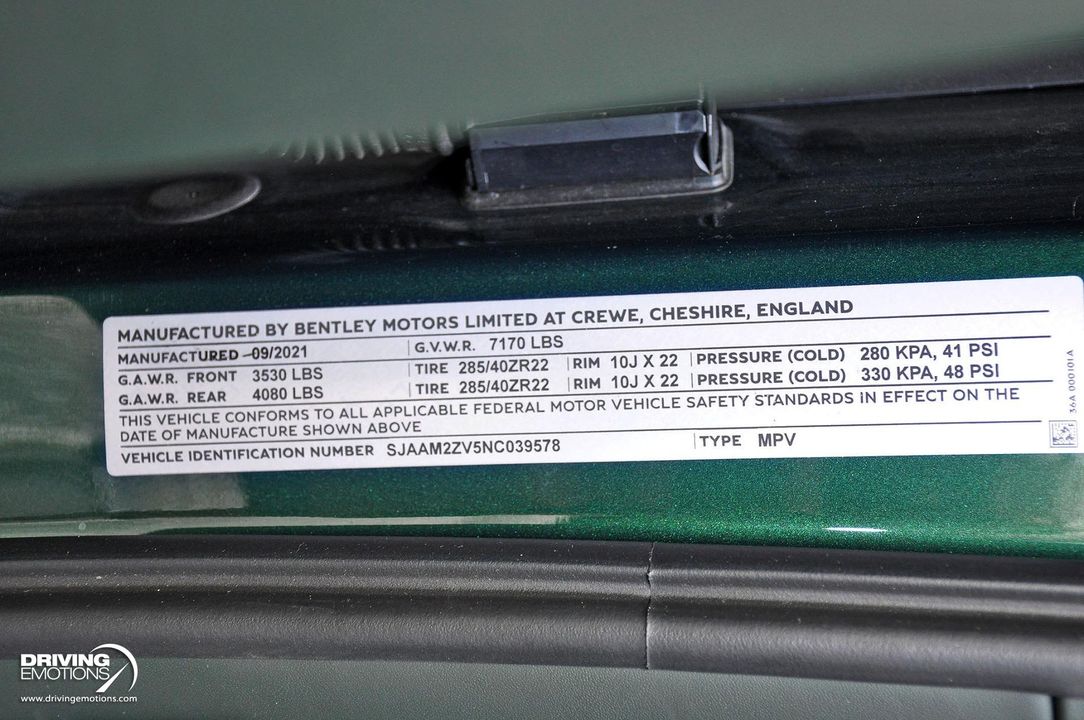 MANUFACTURED BY BENTLEY MOTORS LIMITED AT CREWE, CHESHIRE, ENGLAND
MANUFACTURED -09/2021 G.V.W.R. 7170 LBS
G.A.W.R. FRONT 3530 LBS TIRE 285/40ZR22 RIM 10J X 22 PRESSURE (COLD) 280 KPA, 41 PSI
G.A.W.R. REAR 4080 LBS TIRE 285/40ZR22 RIM 10J X 22 PRESSURE (COLD) 330 KPA, 48 PSI
THIS VEHICLE CONFORMS TO ALL APPLICABLE FEDERAL MOTOR VEHICLE SAFETY STANDARDS IN EFFECT ON THE
DATE OF MANUFACTURE SHOWN ABOVE
VEHICLE IDENTIFICATION NUMBER SJAAM2ZV5NC039578 TYPE MPV
36A 000101A
DRIVING
EMOTIONS
www.drivingemotions.com